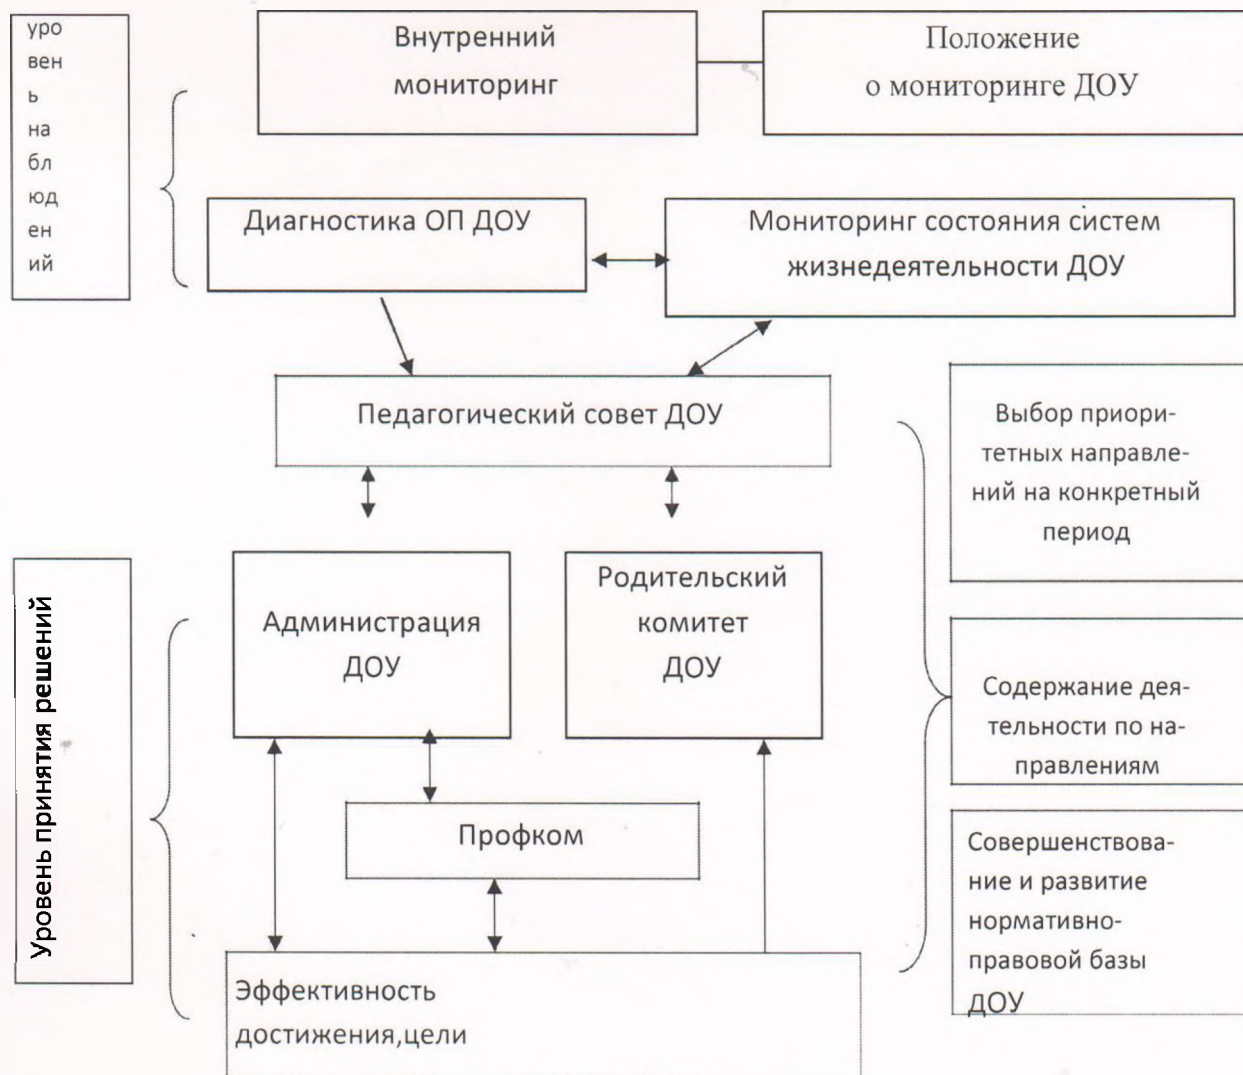 уро
вен
ь
на
бл
юд
ен
ий
Внутренний
мониторинг
Положение
о мониторинге ДОУ
Диагностика ОП ДОУ
Мониторинг состояния систем
жизнедеятельности ДОУ
Педагогический совет ДОУ
Выбор приори-
тетных направле-
ний на конкретный
период
Уровень принятия решений
Администрация
ДОУ
Родительский
комитет
ДОУ
Содержание дея-
тельности по на-
правлениям
Профком
Совершенствова-
ние и развитие
нормативно-
правовой базы
ДОУ
Эффективность
достижения,цели